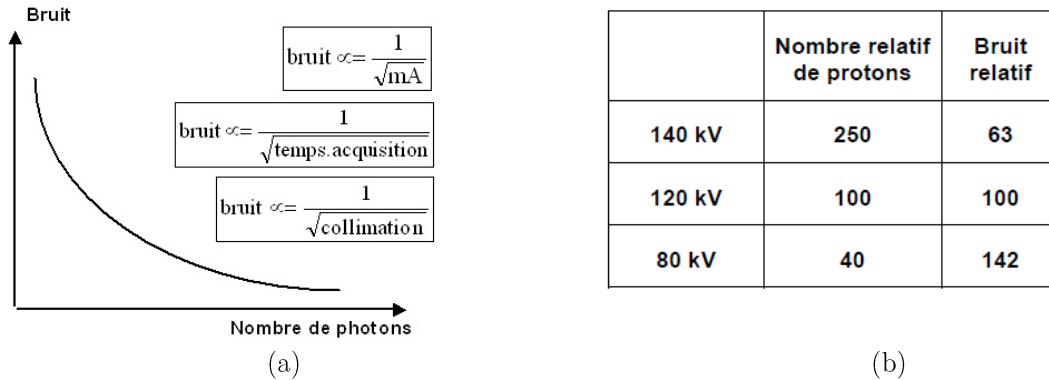 Bruit
bruit ∝= 1/√mA
bruit ∝= 1/√temps.acquisition
bruit ∝= 1/√collimation
Nombre de photons
(a)
Nombre relatif de protons
Bruit relatif
140 kV 250 63
120 kV 100 100
80 kV 40 142
(b)